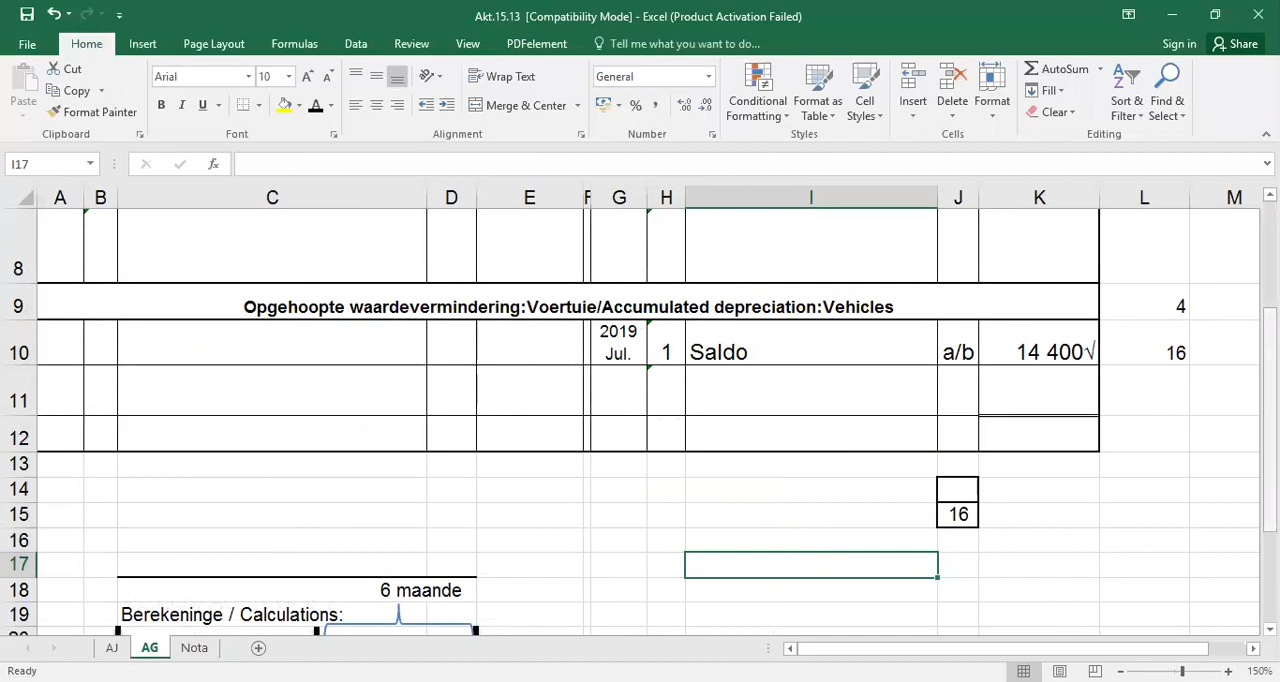 Akt.15.13 [Compatibility Mode] - Excel (Product Activation Failed)
File Home Insert Page Layout Formulas Data Review View PDFelement Tell me what you want to do... Sign in Share
Paste Cut Copy Format Painter Clipboard
Arial 10 A A B I U A Font
Wrap Text Merge & Center Alignment
General % , Number
Conditional Formatting Format as Table Cell Styles Styles
Insert Delete Format Cells
AutoSum Fill Clear Sort & Filter Find & Select Editing
I17 fx
A B C D E F G H I J K L M
8
9 Opgehoopte waardevermindering:Voertuie/Accumulated depreciation:Vehicles 4
10 2019 Jul. 1 Saldo a/b 14 400√ 16
11
12
13
14
15 16
16
17
18 6 maande
19 Berekeninge / Calculations:
20
AJ AG Nota
Ready 150%